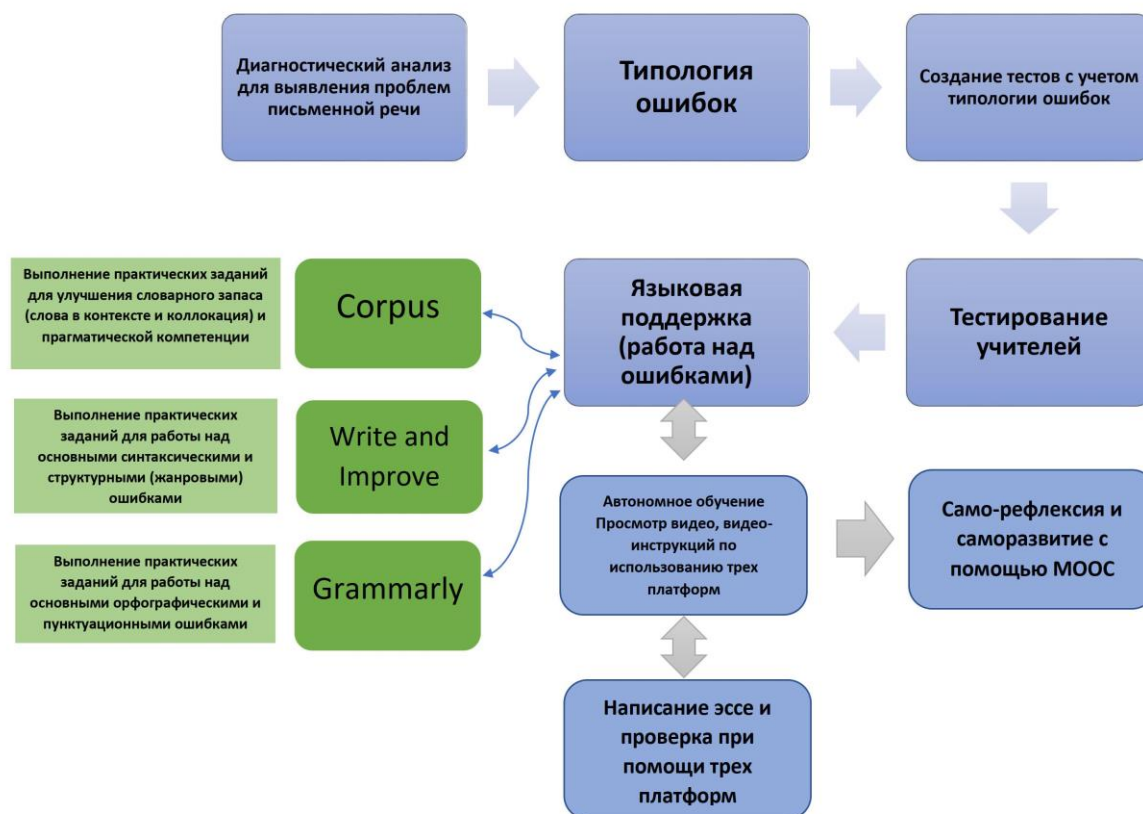 Диагностический анализ
для выявления проблем
письменной речи
Типология
ошибок
Создание тестов с учетом
типологии ошибок
Выполнение практических заданий
для улучшения словарного запаса
(слова в контексте и коллокация) и
прагматической компетенции
Corpus
Языковая
поддержка
(работа над
ошибками)
Тестирование
учителей
Выполнение практических
заданий для работы над
основными синтаксическими и
структурными (жанровыми)
ошибками
Write and
Improve
Автономное обучение
Просмотр видео, видео-
инструкций по
использованию трех
платформ
Само-рефлексия и
саморазвитие с
помощью МООС
Выполнение практических
заданий для работы над
основными орфографическими и
пунктуационными ошибками
Grammarly
Написание эссе и
проверка при
помощи трех
платформ